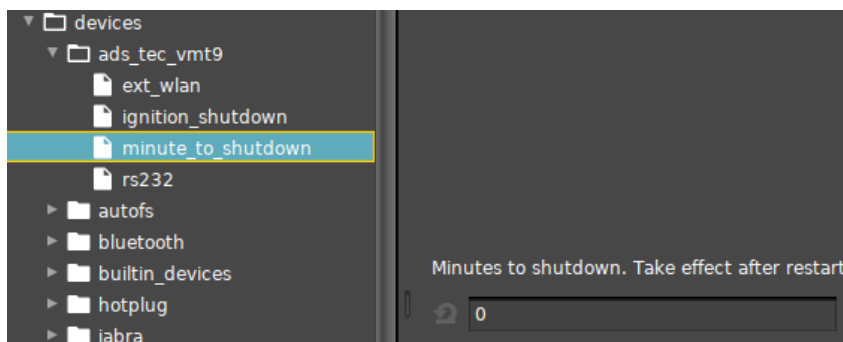 devices
ads_tec_vmt9
ext_wlan
ignition_shutdown
minute_to_shutdown
rs232
autofs
bluetooth
builtin_devices
hotplug
jabra
Minutes to shutdown. Take effect after restart
0